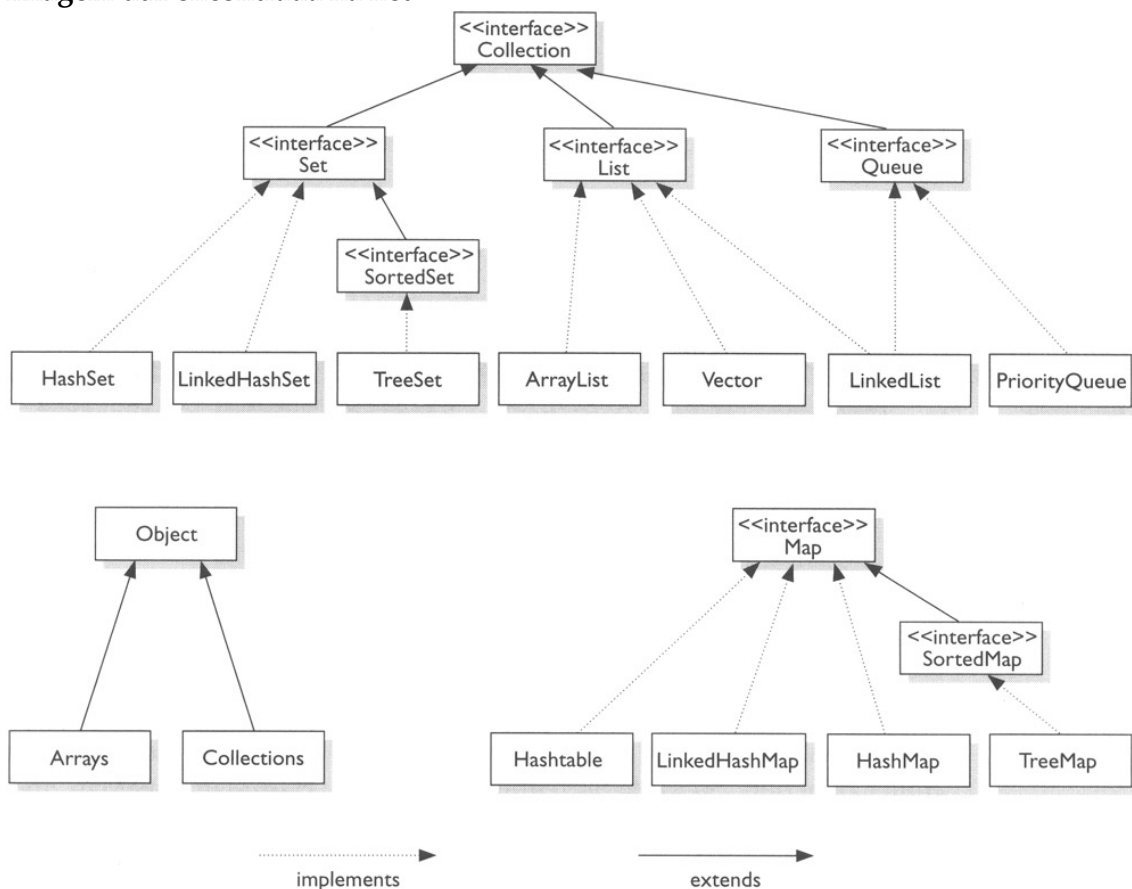 <<interface>>
Collection
<<interface>>
Set
<<interface>>
List
<<interface>>
Queue
<<interface>>
SortedSet
HashSet
LinkedHashSet
TreeSet
ArrayList
Vector
LinkedList
PriorityQueue
Object
<<interface>>
Map
<<interface>>
SortedMap
Arrays
Collections
Hashtable
LinkedHashMap
HashMap
TreeMap
implements
extends